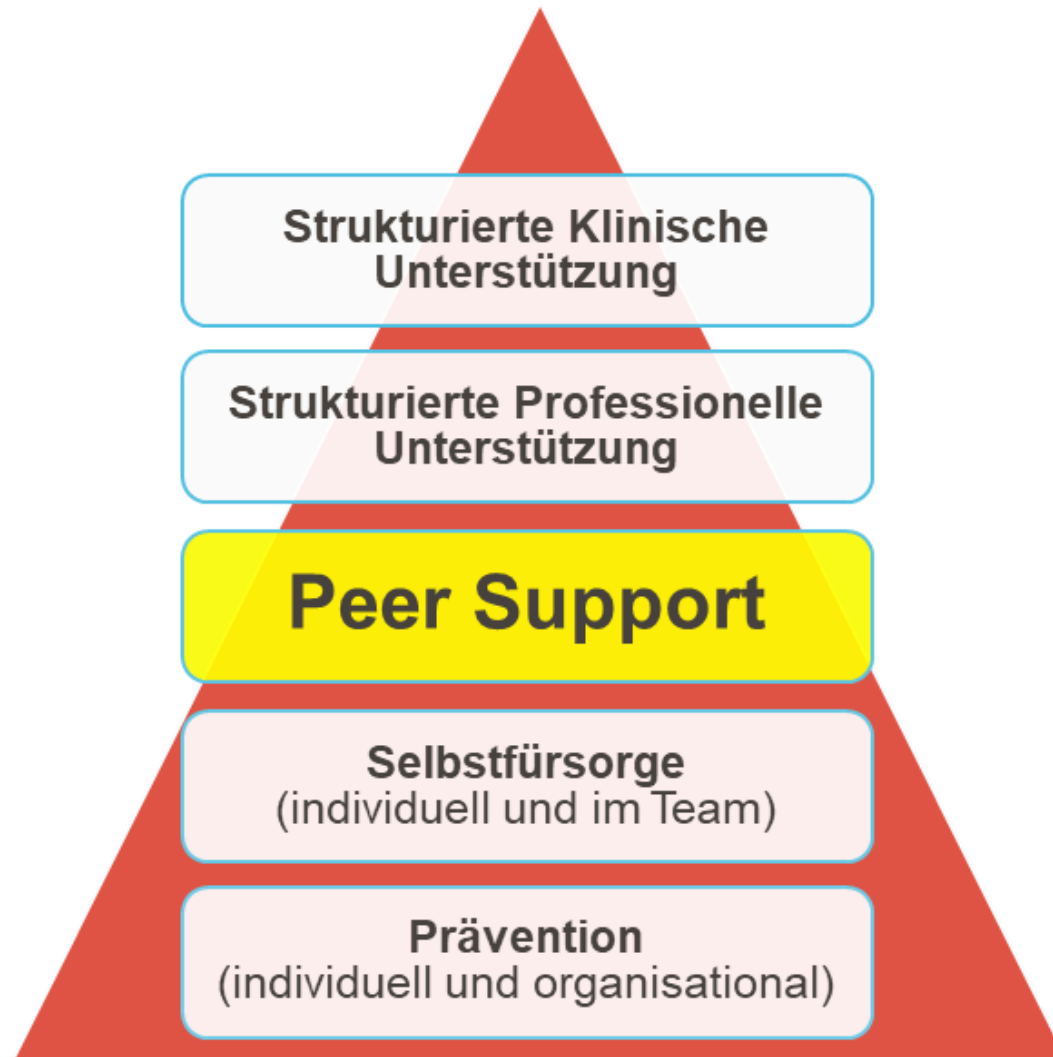 Strukturierte Klinische
Unterstützung
Strukturierte Professionelle
Unterstützung
Peer Support
Selbstfürsorge
(individuell und im Team)
Prävention
(individuell und organisational)